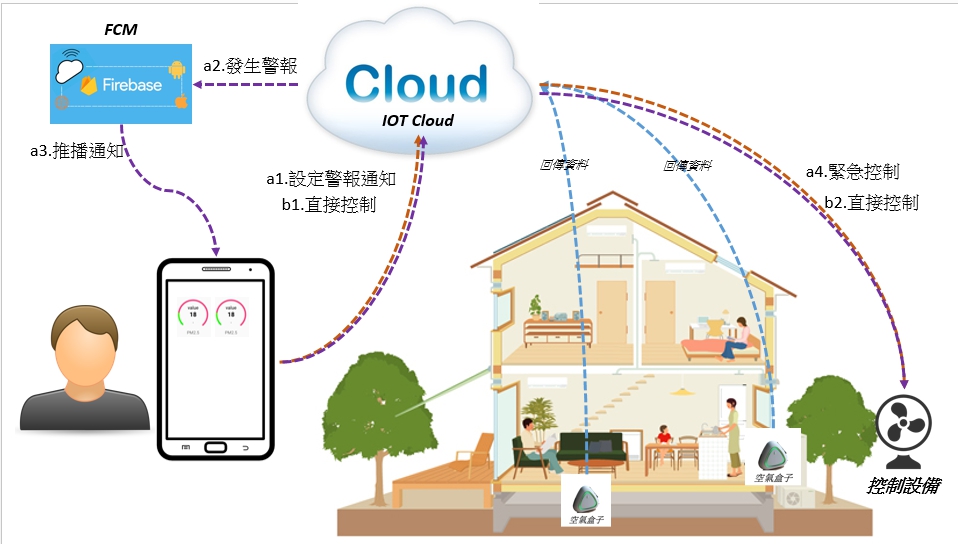 FCM
Firebase
a2.發生警報
Cloud
IOT Cloud
a3.推播通知
a1.設定警報通知
b1.直接控制
回傳資料
回傳資料
a4.緊急控制
b2.直接控制
value
18
PM2.5
value
18
PM2.5
空氣盒子
空氣盒子
控制設備